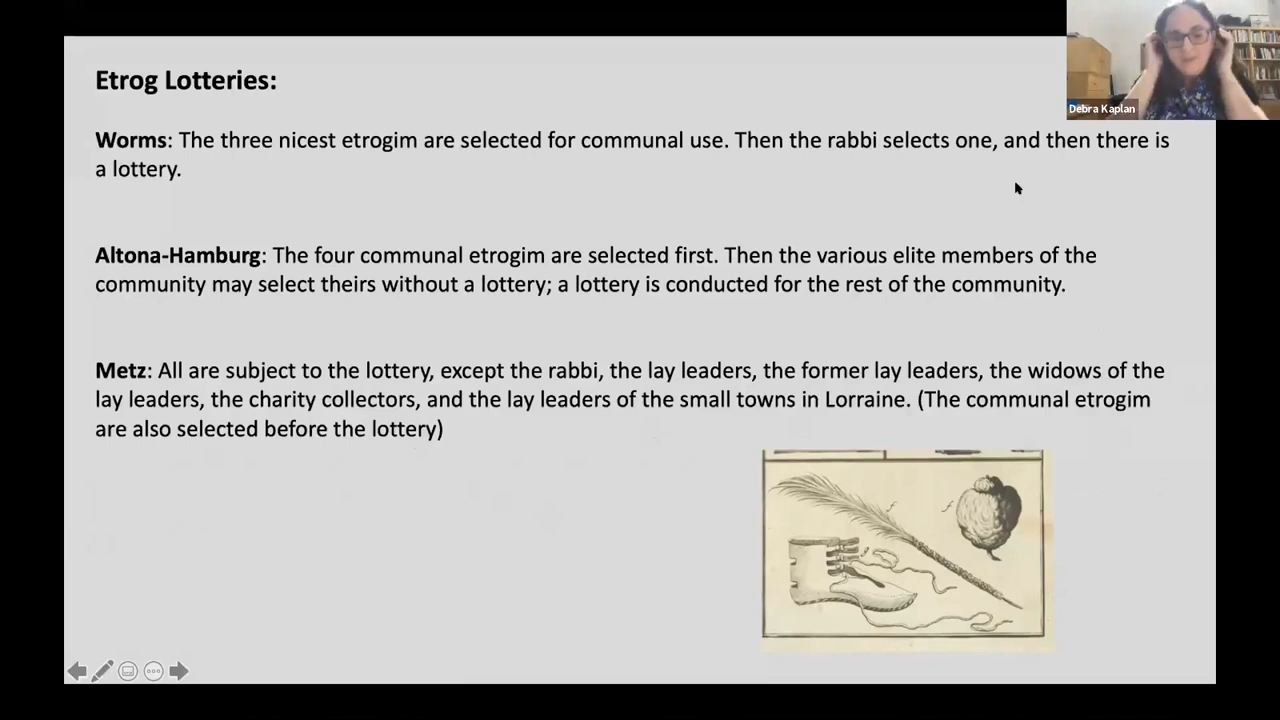 Etrog Lotteries:
Worms: The three nicest etrogim are selected for communal use. Then the rabbi selects one, and then there is
a lottery.
Altona-Hamburg: The four communal etrogim are selected first. Then the various elite members of the
community may select theirs without a lottery; a lottery is conducted for the rest of the community.
Metz: All are subject to the lottery, except the rabbi, the lay leaders, the former lay leaders, the widows of the
lay leaders, the charity collectors, and the lay leaders of the small towns in Lorraine. (The communal etrogim
are also selected before the lottery)
Debra Kaplan